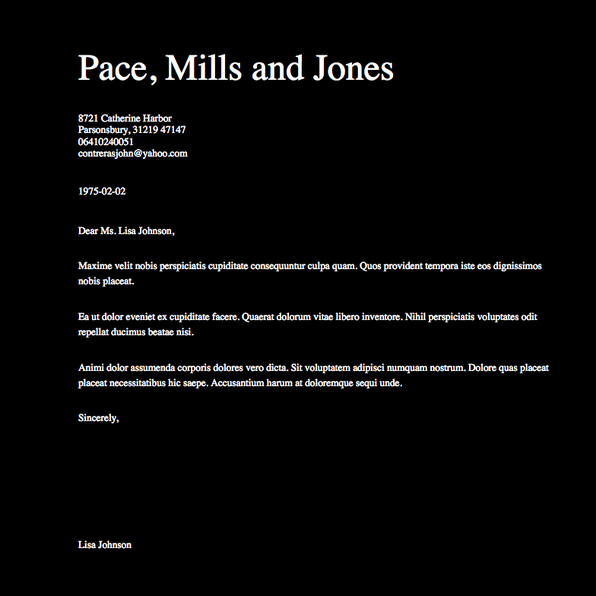 Pace, Mills and Jones
8721 Catherine Harbor
Parsonsbury, 31219 47147
06410240051
contrerasjohn@yahoo.com
1975-02-02
Dear Ms. Lisa Johnson,
Maxime velit nobis perspiciatis cupiditate consequuntur culpa quam. Quos provident tempora iste eos dignissimos
nobis placeat.
Ea ut dolor eveniet ex cupiditate facere. Quaerat dolorum vitae libero inventore. Nihil perspiciatis voluptates odit
repellat ducimus beatae nisi.
Animi dolor assumenda corporis dolores vero dicta. Sit voluptatem adipisci numquam nostrum. Dolore quas placeat
placeat necessitatibus hic saepe. Accusantium harum at doloremque sequi unde.
Sincerely,
Lisa Johnson